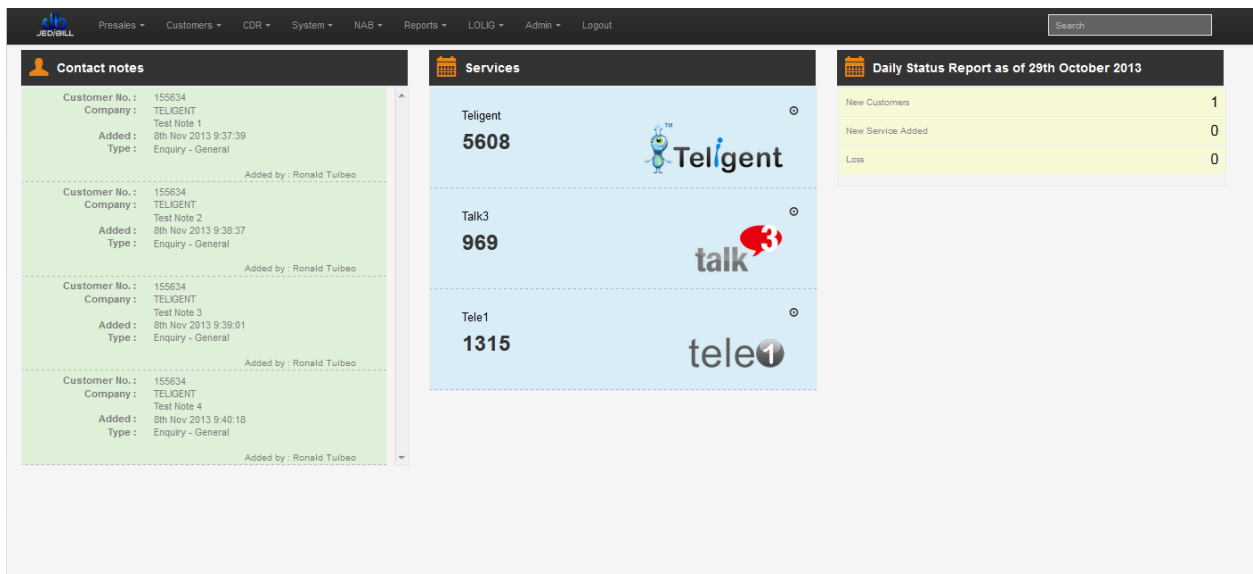 JEDIBILL Presales Customers CDR System NAB Reports LOLIG Admin Logout Search
Contact notes
Customer No. : 155634
Company : TELIGENT
Test Note 1
Added : 8th Nov 2013 9:37:39
Type : Enquiry - General
Added by : Ronald Tuibeo
Customer No. : 155634
Company : TELIGENT
Test Note 2
Added : 8th Nov 2013 9:38:37
Type : Enquiry - General
Added by : Ronald Tuibeo
Customer No. : 155634
Company : TELIGENT
Test Note 3
Added : 8th Nov 2013 9:39:01
Type : Enquiry - General
Added by : Ronald Tuibeo
Customer No. : 155634
Company : TELIGENT
Test Note 4
Added : 8th Nov 2013 9:40:18
Type : Enquiry - General
Added by : Ronald Tuibeo
Services
Teligent
5608
Teligent™
Talk3
969
talk3
Tele1
1315
tele1
Daily Status Report as of 29th October 2013
New Customers 1
New Service Added 0
Loss 0